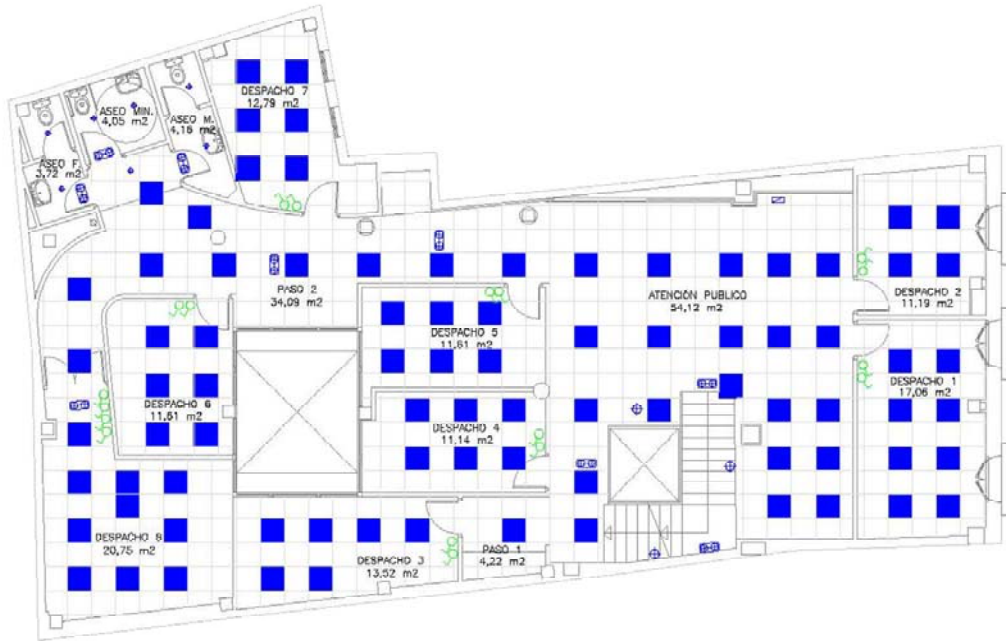 DESPACHO 7
12,79 m2
ASEO MIN.
4,05 m2
ASEO M.
4,16 m2
ASEO F.
3,72 m2
PASO 2
34,09 m2
ATENCIÓN PUBLICO
54,12 m2
DESPACHO 2
11,19 m2
DESPACHO 5
11,61 m2
DESPACHO 6
11,51 m2
DESPACHO 1
17,06 m2
DESPACHO 4
11,14 m2
DESPACHO 8
20,75 m2
DESPACHO 3
13,52 m2
PASO 1
4,22 m2